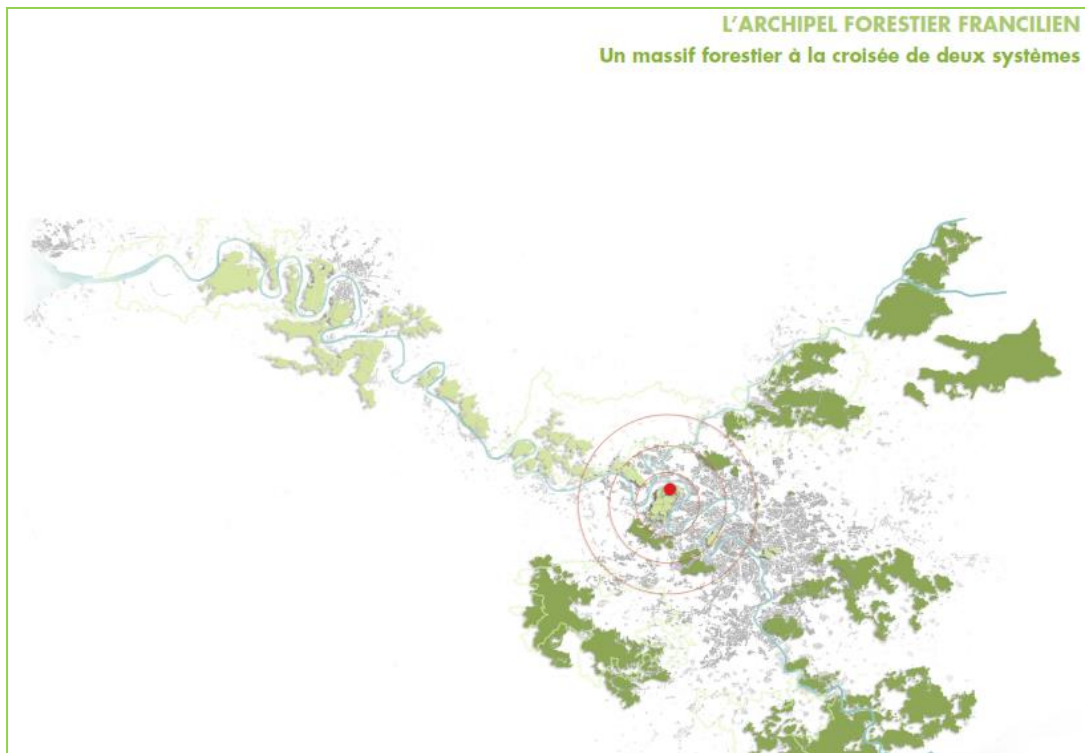 L'ARCHIPEL FORESTIER FRANCILIEN
Un massif forestier à la croisée de deux systèmes